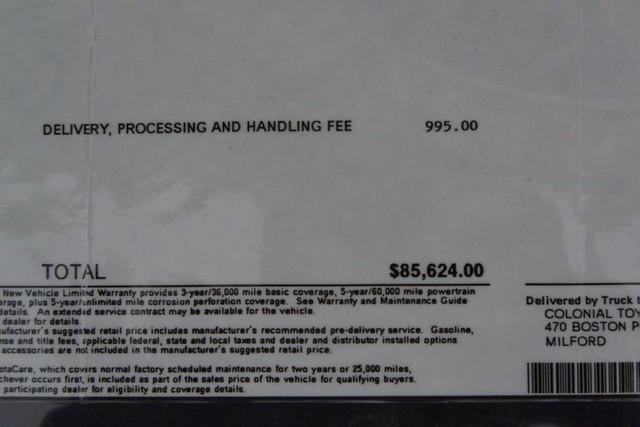 DELIVERY, PROCESSING AND HANDLING FEE 995.00
TOTAL $85,624.00
New Vehicle Limited Warranty provides 3-year/36,000 mile basic coverage, 5-year/60,000 mile powertrain
erage, plus 5-year/unlimited mile corrosion perforation coverage. See Warranty and Maintenance Guide
details. An extended service contract may be available for the vehicle.
dealer for details.
ufacturer's suggested retail price includes manufacturer's recommended pre-delivery service. Gasoline,
nse and title fees, applicable federal, state and local taxes and dealer and distributor installed options
accessories are not included in the manufacturer's suggested retail price.
otaCare, which covers normal factory scheduled maintenance for two years or 25,000 miles,
chever occurs first, is included as part of the sales price of the vehicle for qualifying buyers.
participating dealer for eligibility and coverage details.
Delivered by Truck t
COLONIAL TOY
470 BOSTON P
MILFORD